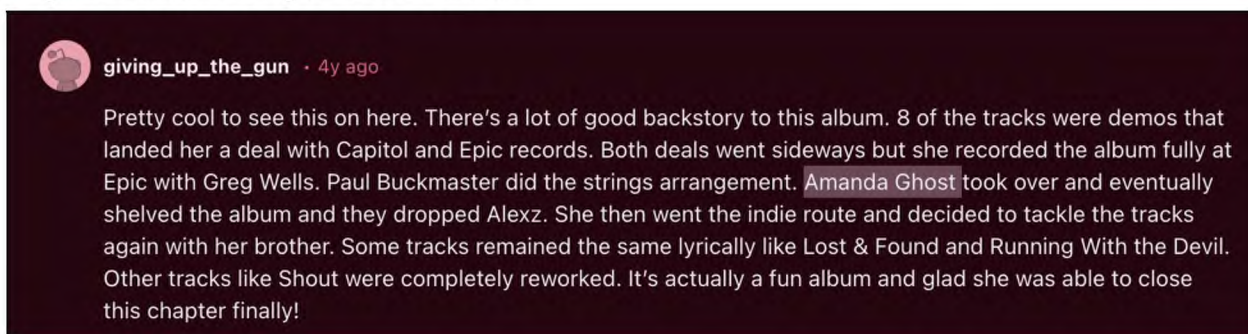 giving_up_the_gun · 4y ago
Pretty cool to see this on here. There’s a lot of good backstory to this album. 8 of the tracks were demos that
landed her a deal with Capitol and Epic records. Both deals went sideways but she recorded the album fully at
Epic with Greg Wells. Paul Buckmaster did the strings arrangement. Amanda Ghost took over and eventually
shelved the album and they dropped Alexz. She then went the indie route and decided to tackle the tracks
again with her brother. Some tracks remained the same lyrically like Lost & Found and Running With the Devil.
Other tracks like Shout were completely reworked. It’s actually a fun album and glad she was able to close
this chapter finally!